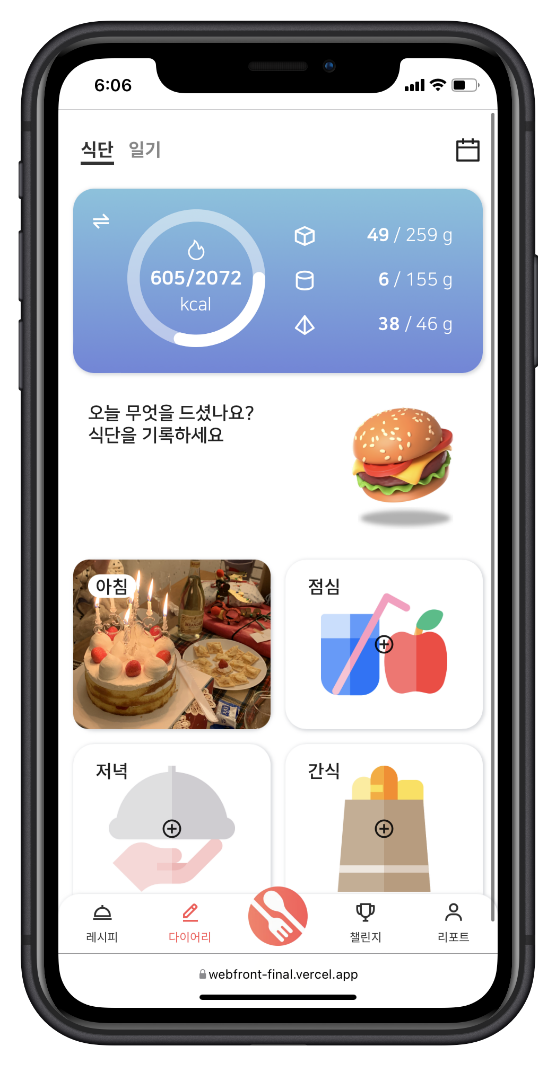 6:06
식단 일기
605/2072
kcal
49 / 259 g
6 / 155 g
38 / 46 g
오늘 무엇을 드셨나요?
식단을 기록하세요
아침
점심
저녁
간식
레시피
다이어리
챌린지
리포트
webfront-final.vercel.app